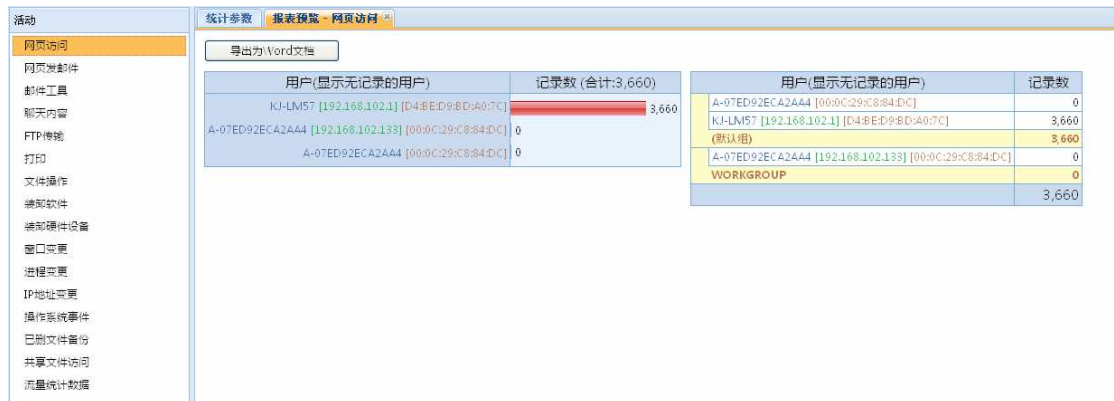 活动
网页访问
网页发邮件
邮件工具
聊天内容
FTP传输
打印
文件操作
装卸软件
装卸硬件设备
窗口变更
进程变更
IP地址变更
操作系统事件
已删文件备份
共享文件访问
流量统计数据
统计参数 报表预览 - 网页访问
导出为Word文档
用户(显示无记录的用户) 记录数 (合计:3,660)
KJ-LM57 [192.168.102.1] [D4:BE:D9:BD:A0:7C] 3,660
A-07ED92ECA2AA4 [192.168.102.133] [00:0C:29:C8:84:DC] 0
A-07ED92ECA2AA4 [00:0C:29:C8:84:DC] 0
用户(显示无记录的用户) 记录数
A-07ED92ECA2AA4 [00:0C:29:C8:84:DC] 0
KJ-LM57 [192.168.102.1] [D4:BE:D9:BD:A0:7C] 3,660
(默认组) 3,660
A-07ED92ECA2AA4 [192.168.102.133] [00:0C:29:C8:84:DC] 0
WORKGROUP 0
3,660